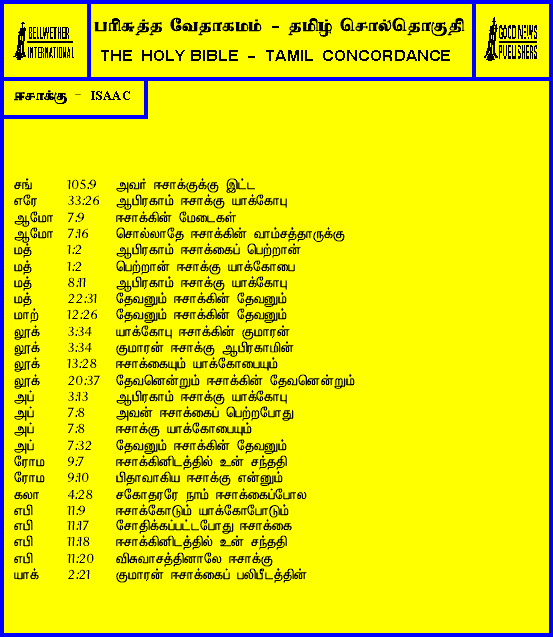 BELLWETHER INTERNATIONAL
பரிசுத்த வேதாகமம் - தமிழ் சொல்தொகுதி
THE HOLY BIBLE - TAMIL CONCORDANCE
GOOD NEWS PUBLISHERS
ஈசாக்கு - ISAAC
சங் 105:9 அவர் ஈசாக்குக்கு இட்ட
எரே 33:26 ஆபிரகாம் ஈசாக்கு யாக்கோபு
ஆமோ 7:9 ஈசாக்கின் மேடைகள்
ஆமோ 7:16 சொல்லாதே ஈசாக்கின் வாம்சத்தாருக்கு
மத் 1:2 ஆபிரகாம் ஈசாக்கைப் பெற்றான்
மத் 1:2 பெற்றான் ஈசாக்கு யாக்கோபை
மத் 8:11 ஆபிரகாம் ஈசாக்கு யாக்கோபு
மத் 22:31 தேவனும் ஈசாக்கின் தேவனும்
மாற் 12:26 தேவனும் ஈசாக்கின் தேவனும்
லூக் 3:34 யாக்கோபு ஈசாக்கின் குமாரன்
லூக் 3:34 குமாரன் ஈசாக்கு ஆபிரகாமின்
லூக் 13:28 ஈசாக்கையும் யாக்கோபையும்
லூக் 20:37 தேவனென்றும் ஈசாக்கின் தேவனென்றும்
அப் 3:13 ஆபிரகாம் ஈசாக்கு யாக்கோபு
அப் 7:8 அவன் ஈசாக்கைப் பெற்றபோது
அப் 7:8 ஈசாக்கு யாக்கோபையும்
அப் 7:32 தேவனும் ஈசாக்கின் தேவனும்
ரோம 9:7 ஈசாக்கினிடத்தில் உன் சந்ததி
ரோம 9:10 பிதாவாகிய ஈசாக்கு என்னும்
கலா 4:28 சகோதரரே நாம் ஈசாக்கைப்போல
எபி 11:9 ஈசாக்கோடும் யாக்கோபோடும்
எபி 11:17 சோதிக்கப்பட்டபோது ஈசாக்கை
எபி 11:18 ஈசாக்கினிடத்தில் உன் சந்ததி
எபி 11:20 விசுவாசத்தினாலே ஈசாக்கு
யாக் 2:21 குமாரன் ஈசாக்கைப் பலிபீடத்தின்